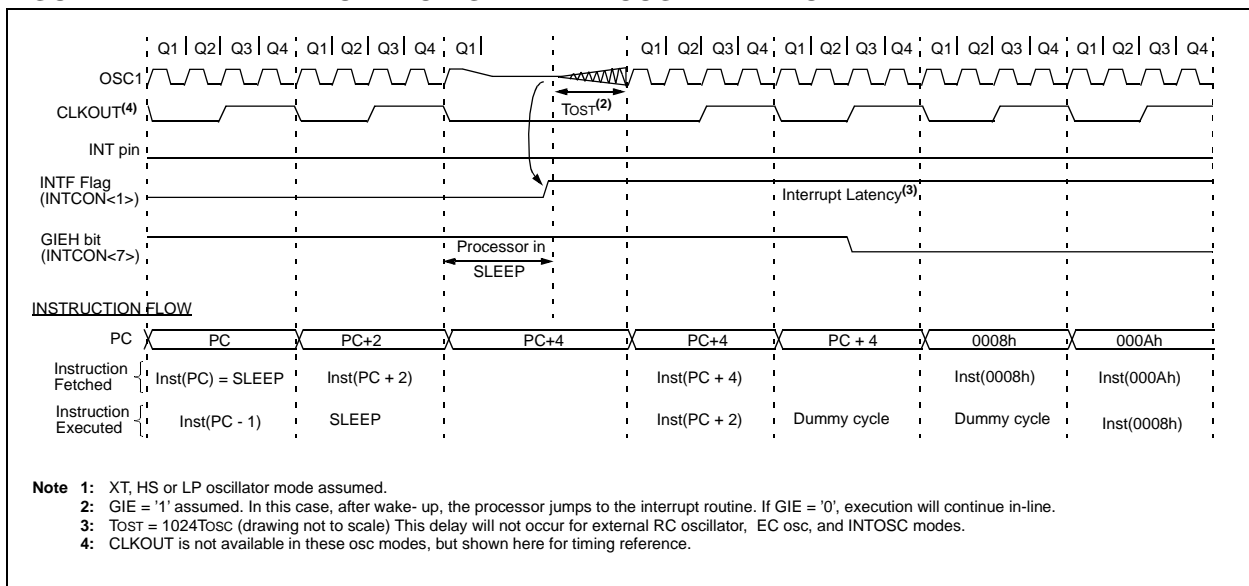 Q1 Q2 Q3 Q4 Q1 Q2 Q3 Q4 Q1 Q1 Q2 Q3 Q4 Q1 Q2 Q3 Q4 Q1 Q2 Q3 Q4 Q1 Q2 Q3 Q4
OSC1
TOST(2)
CLKOUT(4)
INT pin
INTF Flag
(INTCON<1>)
Interrupt Latency(3)
GIEH bit
(INTCON<7>)
Processor in
SLEEP
INSTRUCTION FLOW
PC PC PC+2 PC+4 PC+4 PC + 4 0008h 000Ah
Instruction
Fetched
Inst(PC) = SLEEP Inst(PC + 2) Inst(PC + 4) Inst(0008h) Inst(000Ah)
Instruction
Executed
Inst(PC - 1) SLEEP Inst(PC + 2) Dummy cycle Dummy cycle Inst(0008h)
Note 1: XT, HS or LP oscillator mode assumed.
2: GIE = '1' assumed. In this case, after wake- up, the processor jumps to the interrupt routine. If GIE = '0', execution will continue in-line.
3: TOST = 1024TOSC (drawing not to scale) This delay will not occur for external RC oscillator, EC osc, and INTOSC modes.
4: CLKOUT is not available in these osc modes, but shown here for timing reference.